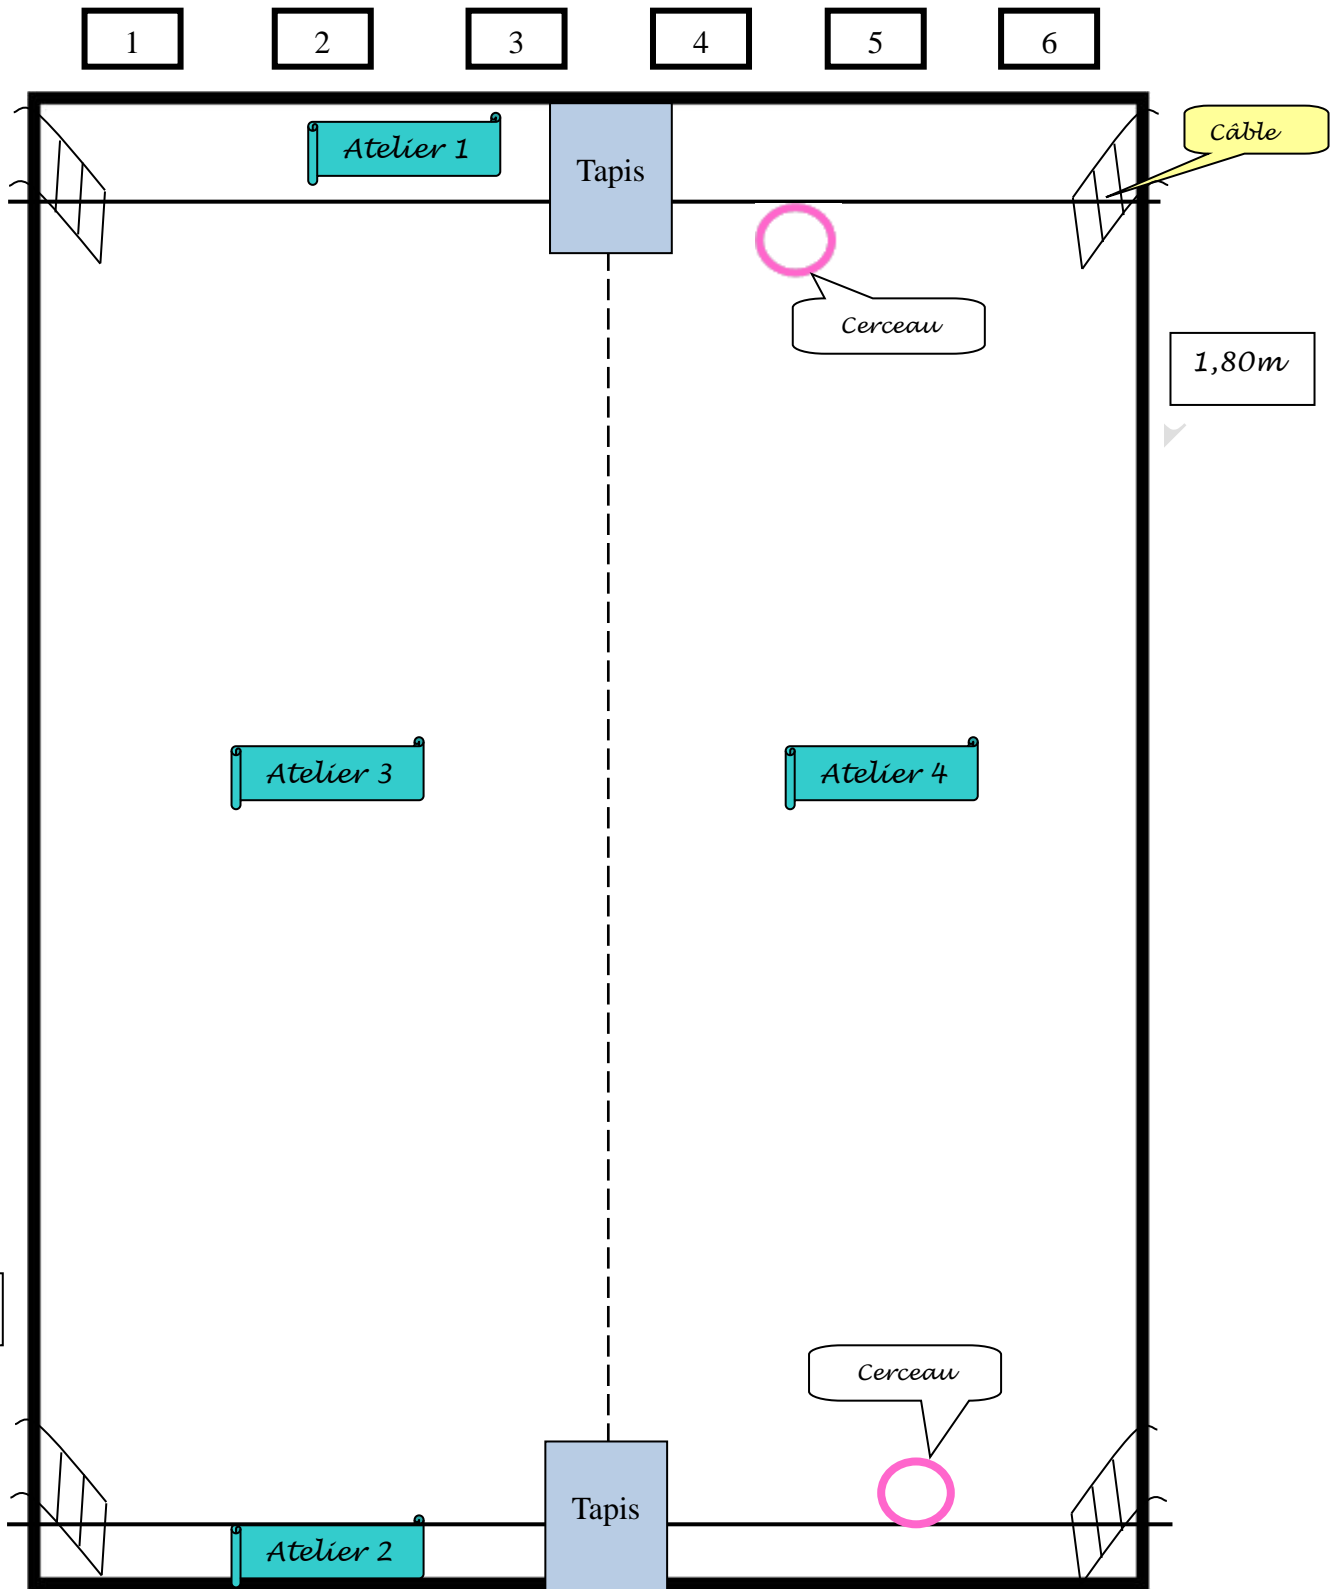 1 2 3 4 5 6
Atelier 1
Tapis
Câble
Cerceau
1,80m
Atelier 3
Atelier 4
Cerceau
Tapis
Atelier 2